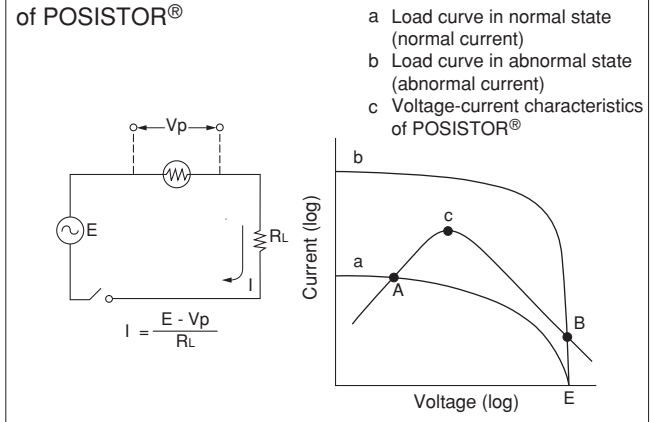 of POSISTOR®
a Load curve in normal state
(normal current)
b Load curve in abnormal state
(abnormal current)
c Voltage-current characteristics
of POSISTOR®
Vp
E
RL
I
I = E - Vp
RL
b
c
a
A
B
Current (log)
Voltage (log)
E